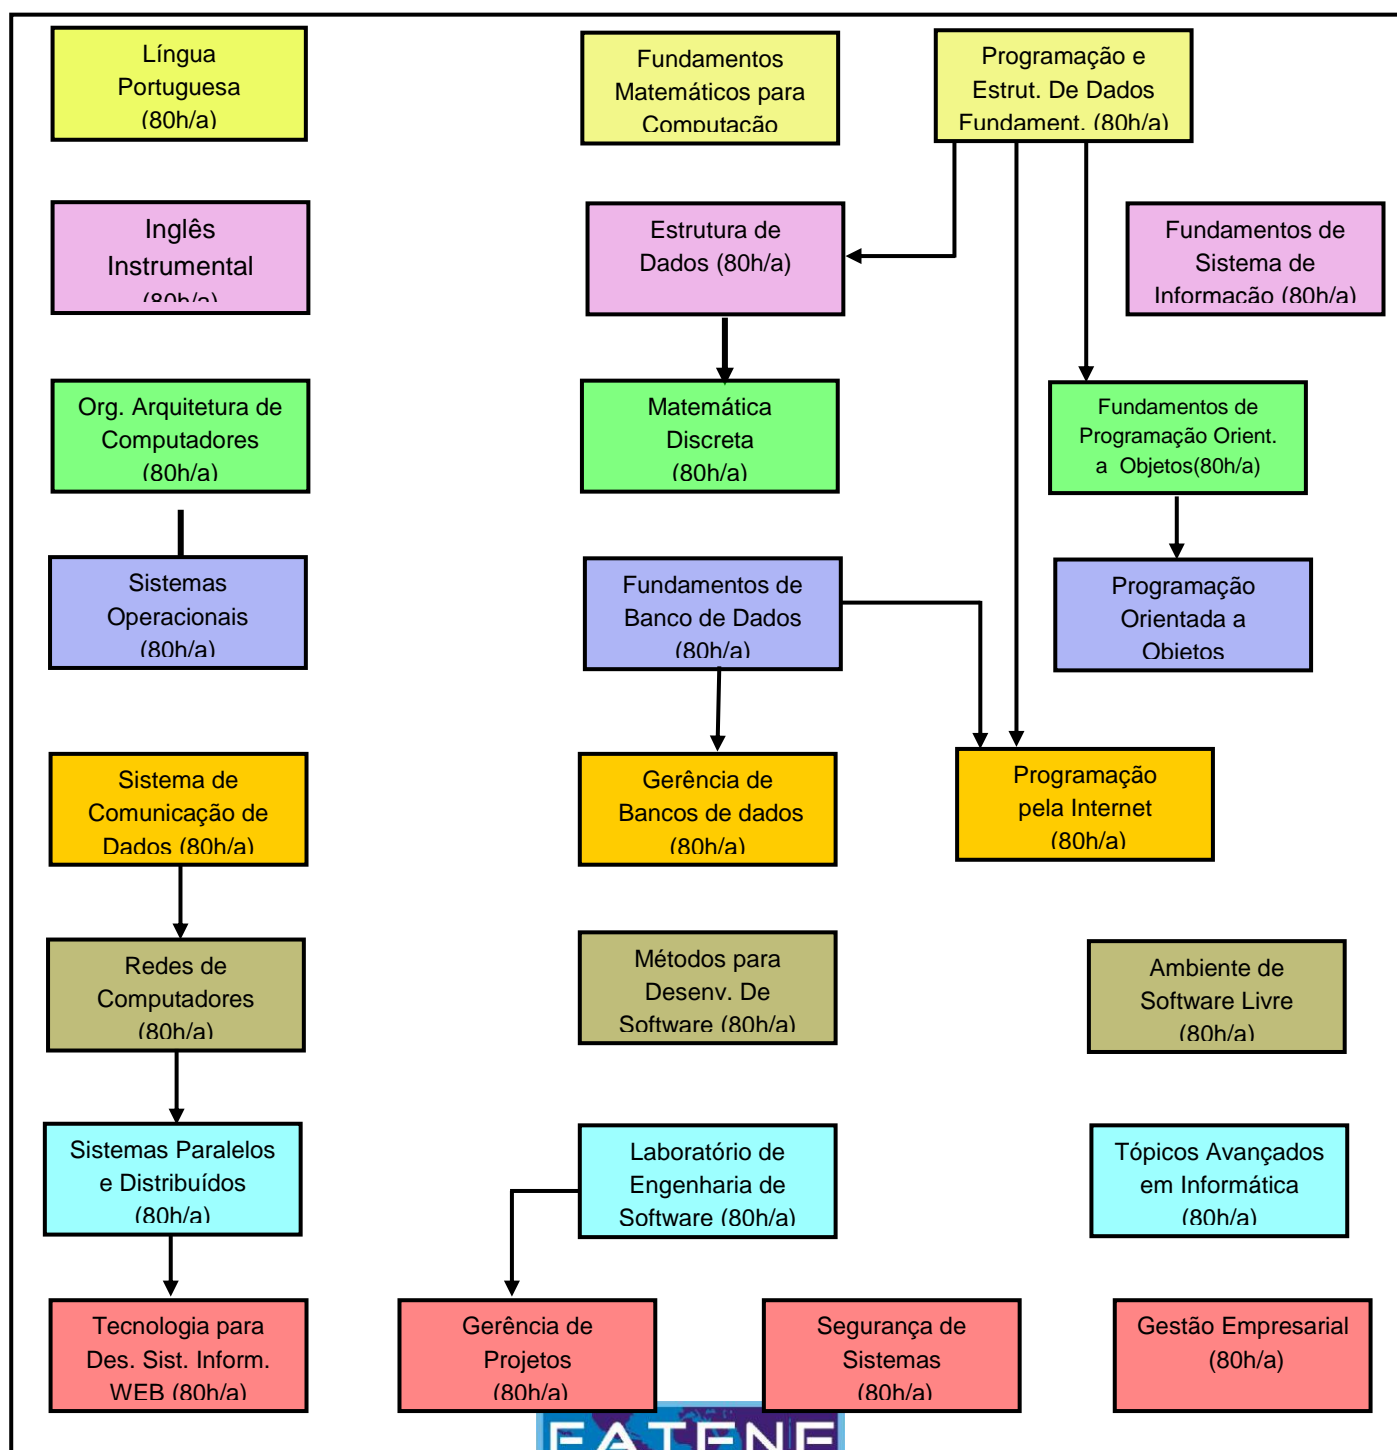 Língua
Portuguesa
(80h/a)
Fundamentos
Matemáticos para
Computação
Programação e
Estrut. De Dados
Fundament. (80h/a)
Inglês
Instrumental
(80h/a)
Estrutura de
Dados (80h/a)
Fundamentos de
Sistema de
Informação (80h/a)
Org. Arquitetura de
Computadores
(80h/a)
Matemática
Discreta
(80h/a)
Fundamentos de
Programação Orient.
a Objetos(80h/a)
Sistemas
Operacionais
(80h/a)
Fundamentos de
Banco de Dados
(80h/a)
Programação
Orientada a
Objetos
Sistema de
Comunicação de
Dados (80h/a)
Gerência de
Bancos de dados
(80h/a)
Programação
pela Internet
(80h/a)
Redes de
Computadores
(80h/a)
Métodos para
Desenv. De
Software (80h/a)
Ambiente de
Software Livre
(80h/a)
Sistemas Paralelos
e Distribuídos
(80h/a)
Laboratório de
Engenharia de
Software (80h/a)
Tópicos Avançados
em Informática
(80h/a)
Tecnologia para
Des. Sist. Inform.
WEB (80h/a)
Gerência de
Projetos
(80h/a)
Segurança de
Sistemas
(80h/a)
Gestão Empresarial
(80h/a)
FATENE